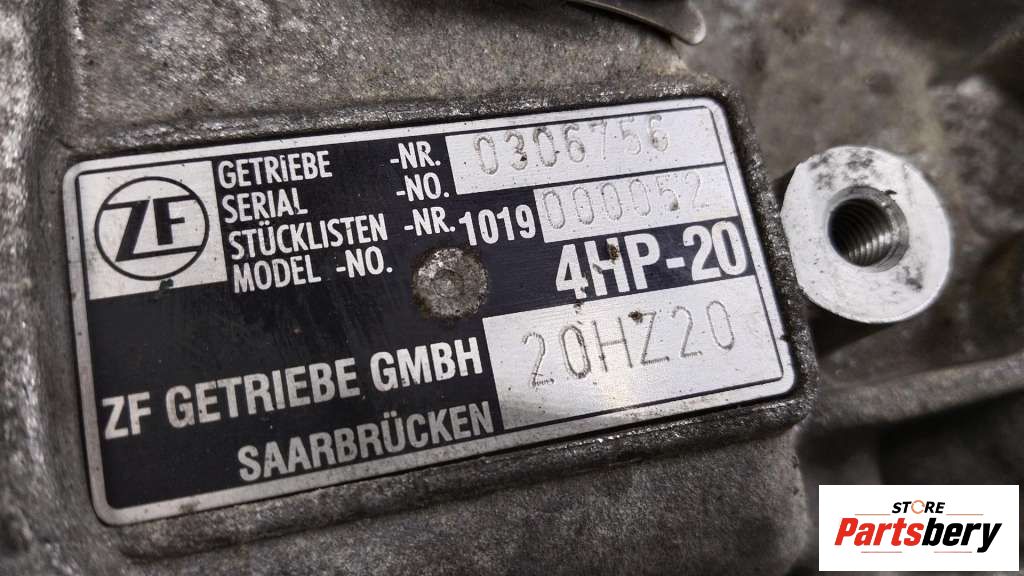 ZF
GETRIEBE -NR. 0306756
SERIAL -NO.
STÜCKLISTEN -NR. 1019 000052
MODEL -NO.
4HP-20
20HZ20
ZF GETRIEBE GMBH
SAARBRÜCKEN
STORE
Partsbery